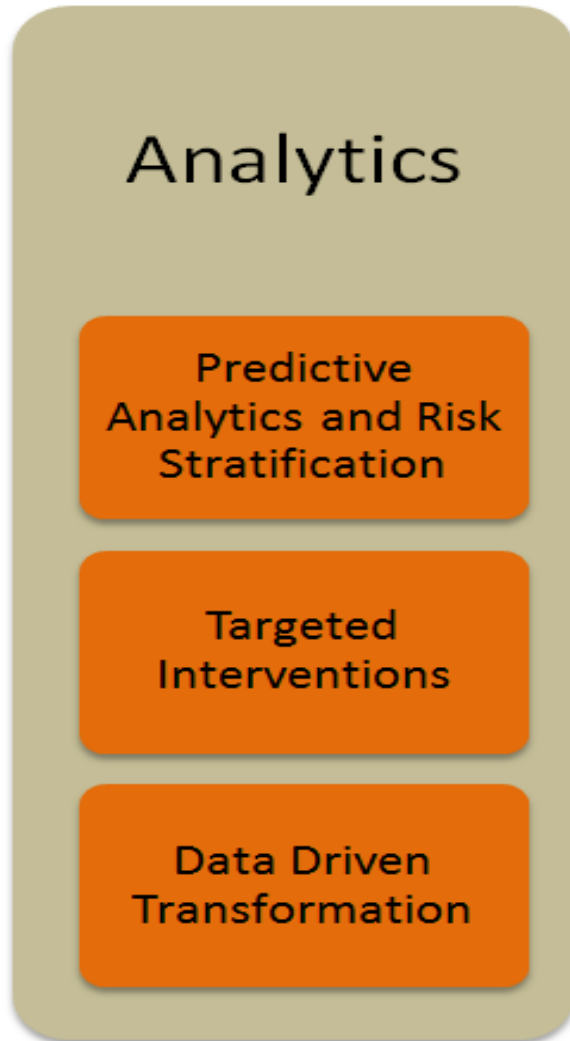 Analytics
Predictive
Analytics and Risk
Stratification
Targeted
Interventions
Data Driven
Transformation